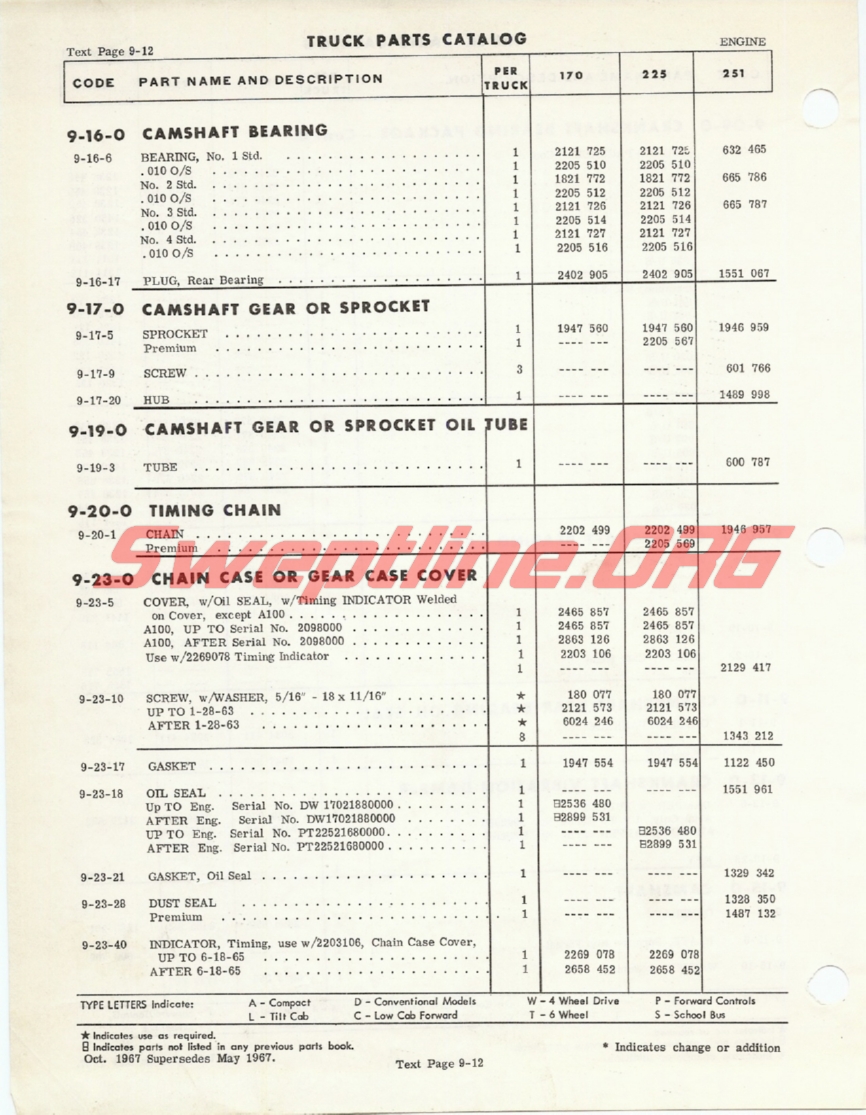 TRUCK PARTS CATALOG
Text Page 9-12 ENGINE
CODE PART NAME AND DESCRIPTION PER TRUCK 170 225 251
9-16-0 CAMSHAFT BEARING
9-16-6 BEARING, No. 1 Std. 1 2121 725 2121 725 632 465
.010 O/S 1 2205 510 2205 510
No. 2 Std. 1 1821 772 1821 772 665 786
.010 O/S 1 2205 512 2205 512
No. 3 Std. 1 2121 726 2121 726 665 787
.010 O/S 1 2205 514 2205 514
No. 4 Std. 1 2121 727 2121 727
.010 O/S 1 2205 516 2205 516
9-16-17 PLUG, Rear Bearing 1 2402 905 2402 905 1551 067
9-17-0 CAMSHAFT GEAR OR SPROCKET
9-17-5 SPROCKET 1 1947 560 1947 560 1946 959
Premium 1 ---- --- 2205 567
9-17-9 SCREW 3 ---- --- ---- --- 601 766
9-17-20 HUB 1 ---- --- ---- --- 1489 998
9-19-0 CAMSHAFT GEAR OR SPROCKET OIL TUBE
9-19-3 TUBE 1 ---- --- ---- --- 600 787
9-20-0 TIMING CHAIN
9-20-1 CHAIN 2202 499 2202 499 1946 957
Premium ---- --- 2205 569
Sweptline.ORG
9-23-0 CHAIN CASE OR GEAR CASE COVER
9-23-5 COVER, w/Oil SEAL, w/Timing INDICATOR Welded
on Cover, except A100 1 2465 857 2465 857
A100, UP TO Serial No. 2098000 1 2465 857 2465 857
A100, AFTER Serial No. 2098000 1 2863 126 2863 126
Use w/2269078 Timing Indicator 1 2203 106 2203 106
1 ---- --- ---- --- 2129 417
9-23-10 SCREW, w/WASHER, 5/16" - 18 x 11/16" ★ 180 077 180 077
UP TO 1-28-63 ★ 2121 573 2121 573
AFTER 1-28-63 ★ 6024 246 6024 246
8 ---- --- ---- --- 1343 212
9-23-17 GASKET 1 1947 554 1947 554 1122 450
9-23-18 OIL SEAL 1 ---- --- ---- --- 1551 961
Up TO Eng. Serial No. DW 17021880000 1 日2536 480
AFTER Eng. Serial No. DW17021880000 1 日2899 531
UP TO Eng. Serial No. PT22521680000 1 ---- --- 日2536 480
AFTER Eng. Serial No. PT22521680000 1 ---- --- 日2899 531
9-23-21 GASKET, Oil Seal 1 ---- --- ---- --- 1329 342
9-23-28 DUST SEAL 1 ---- --- ---- --- 1328 350
Premium 1 ---- --- ---- --- 1487 132
9-23-40 INDICATOR, Timing, use w/2203106, Chain Case Cover,
UP TO 6-18-65 1 2269 078 2269 078
AFTER 6-18-65 1 2658 452 2658 452
TYPE LETTERS Indicate: A - Compact D - Conventional Models W - 4 Wheel Drive P - Forward Controls
L - Tilt Cab C - Low Cab Forward T - 6 Wheel S - School Bus
★ Indicates use as required.
日 Indicates parts not listed in any previous parts book. * Indicates change or addition
Oct. 1967 Supersedes May 1967.
Text Page 9-12